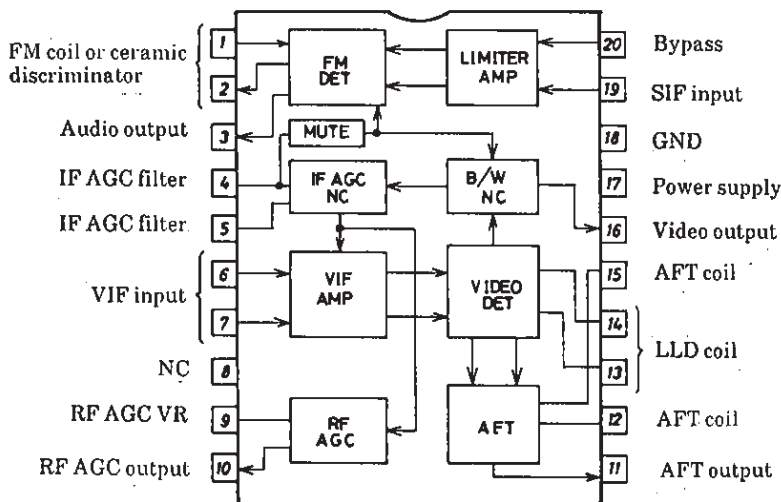 FM coil or ceramic
discriminator
Audio output
IF AGC filter
IF AGC filter
VIF input
NC
RF AGC VR
RF AGC output
1
2
3
4
5
6
7
8
9
10
FM
DET
LIMITER
AMP
MUTE
IF AGC
NC
B/W
NC
VIF
AMP
VIDEO
DET
RF
AGC
AFT
20
19
18
17
16
15
14
13
12
11
Bypass
SIF input
GND
Power supply
Video output
AFT coil
LLD coil
AFT coil
AFT output